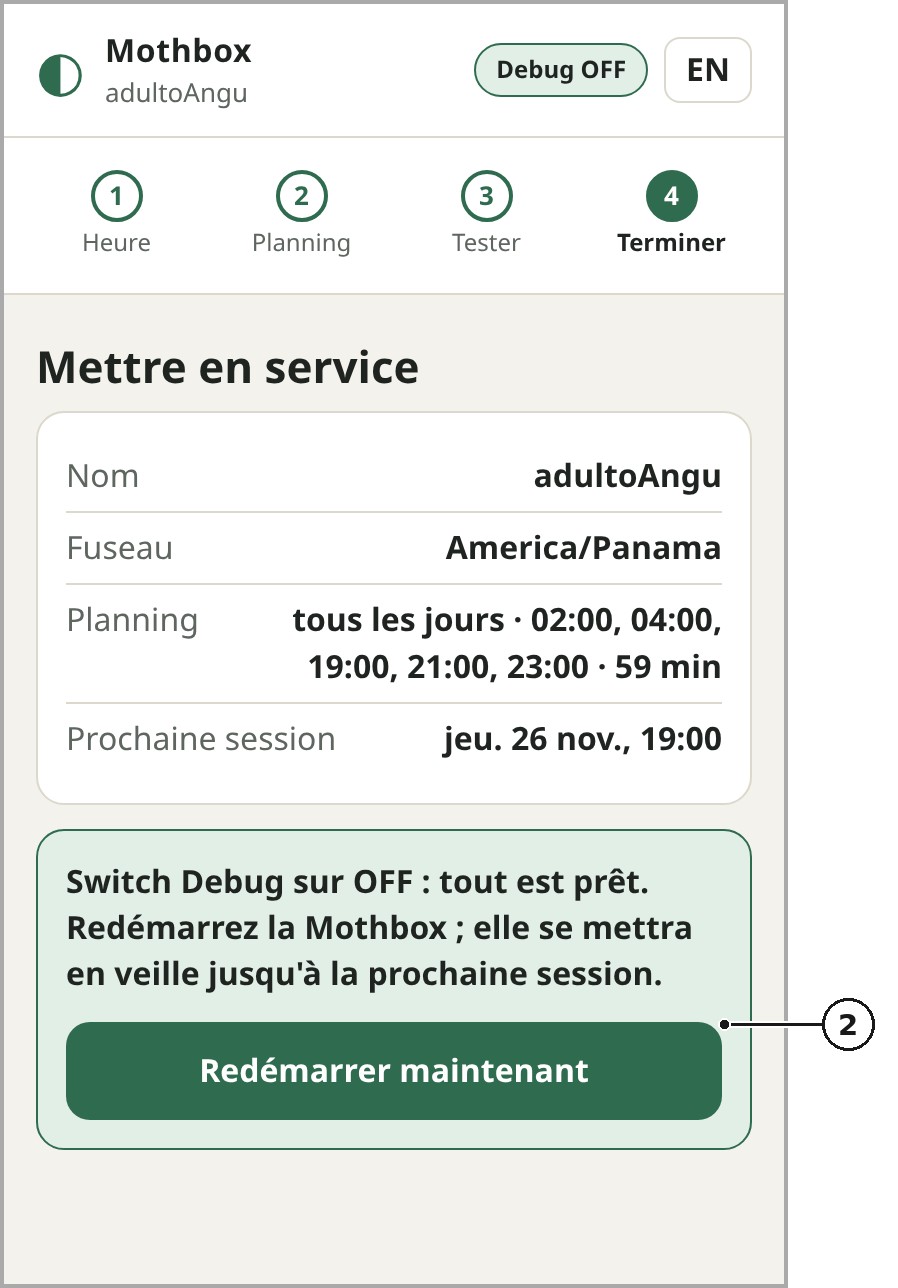 Mothbox
adultoAngu
Debug OFF
EN
1
2
3
4
Heure
Planning
Tester
Terminer
Mettre en service
Nom
adultoAngu
Fuseau
America/Panama
Planning
tous les jours · 02:00, 04:00,
19:00, 21:00, 23:00 · 59 min
Prochaine session
jeu. 26 nov., 19:00
Switch Debug sur OFF : tout est prêt.
Redémarrez la Mothbox ; elle se mettra
en veille jusqu'à la prochaine session.
2
Redémarrer maintenant